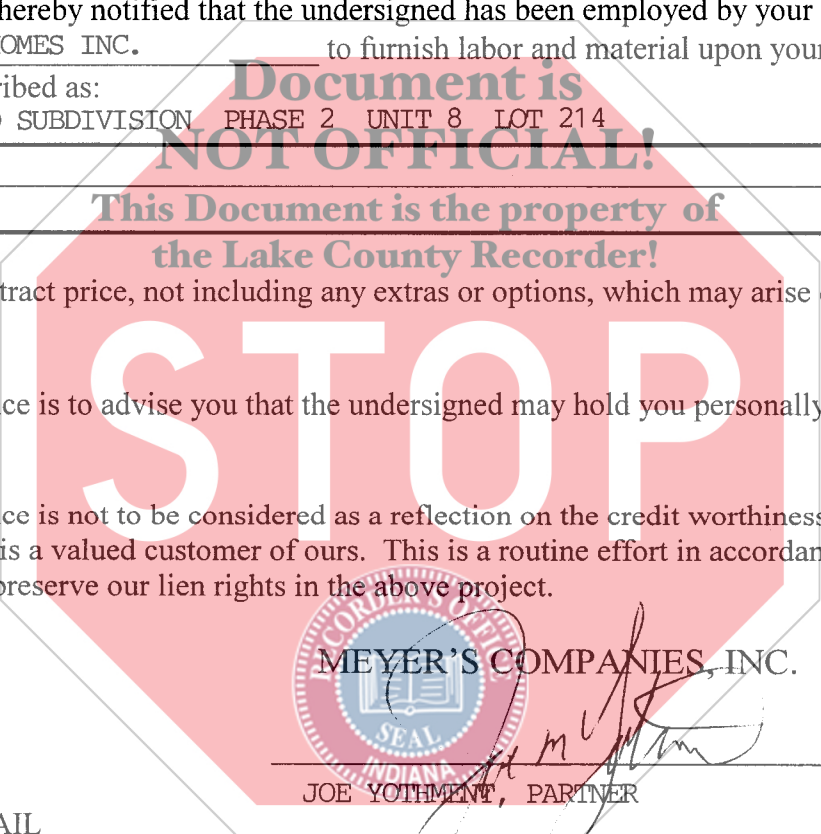 hereby notified that the undersigned has been employed by your
OMES INC. to furnish labor and material upon your
ribed as:
Document is
SUBDIVISION PHASE 2 UNIT 8 LOT 214
NOT OFFICIAL!
This Document is the property of
the Lake County Recorder!
tract price, not including any extras or options, which may arise
STOP
ce is to advise you that the undersigned may hold you personally
ce is not to be considered as a reflection on the credit worthiness
is a valued customer of ours. This is a routine effort in accordan
preserve our lien rights in the above project.
RECORDER'S OFFIC
MEYER'S COMPANIES, INC.
SEAL
INDIANA
JOE YOTHMENT, PARTNER
AIL